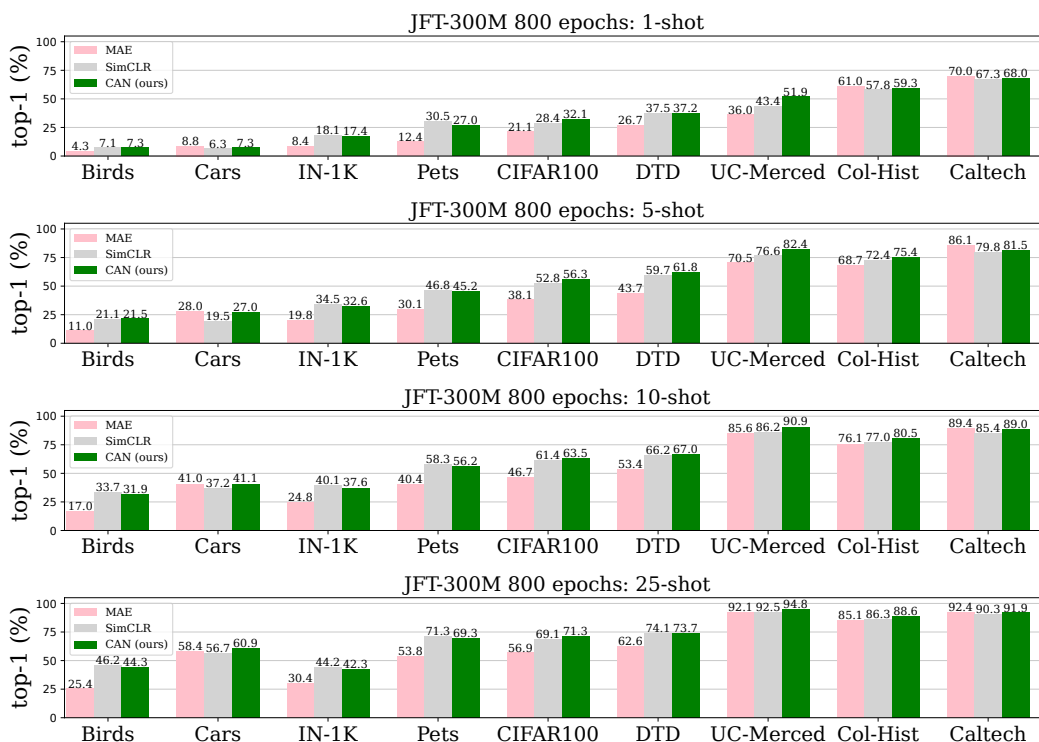 JFT-300M 800 epochs: 1-shot
top-1 (%)
100
75
50
25
0
MAE
SimCLR
CAN (ours)
4.3 7.1 7.3 8.8 6.3 7.3 8.4 18.1 17.4 12.4 30.5 27.0 21.1 28.4 32.1 26.7 37.5 37.2 36.0 43.4 51.9 61.0 57.8 59.3 70.0 67.3 68.0
Birds Cars IN-1K Pets CIFAR100 DTD UC-Merced Col-Hist Caltech
JFT-300M 800 epochs: 5-shot
top-1 (%)
100
75
50
25
0
MAE
SimCLR
CAN (ours)
11.0 21.1 21.5 28.0 19.5 27.0 19.8 34.5 32.6 30.1 46.8 45.2 38.1 52.8 56.3 43.7 59.7 61.8 70.5 76.6 82.4 68.7 72.4 75.4 86.1 79.8 81.5
Birds Cars IN-1K Pets CIFAR100 DTD UC-Merced Col-Hist Caltech
JFT-300M 800 epochs: 10-shot
top-1 (%)
100
75
50
25
0
MAE
SimCLR
CAN (ours)
17.0 33.7 31.9 41.0 37.2 41.1 24.8 40.1 37.6 40.4 58.3 56.2 46.7 61.4 63.5 53.4 66.2 67.0 85.6 86.2 90.9 76.1 77.0 80.5 89.4 85.4 89.0
Birds Cars IN-1K Pets CIFAR100 DTD UC-Merced Col-Hist Caltech
JFT-300M 800 epochs: 25-shot
top-1 (%)
100
75
50
25
0
MAE
SimCLR
CAN (ours)
25.4 46.2 44.3 58.4 56.7 60.9 30.4 44.2 42.3 53.8 71.3 69.3 56.9 69.1 71.3 62.6 74.1 73.7 92.1 92.5 94.8 85.1 86.3 88.6 92.4 90.3 91.9
Birds Cars IN-1K Pets CIFAR100 DTD UC-Merced Col-Hist Caltech